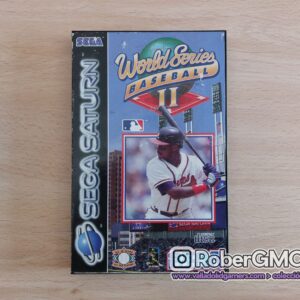 SEGA
World Series
BASEBALL
II
SEGA SATURN
RoberGMC
www.valladolidgamers.com